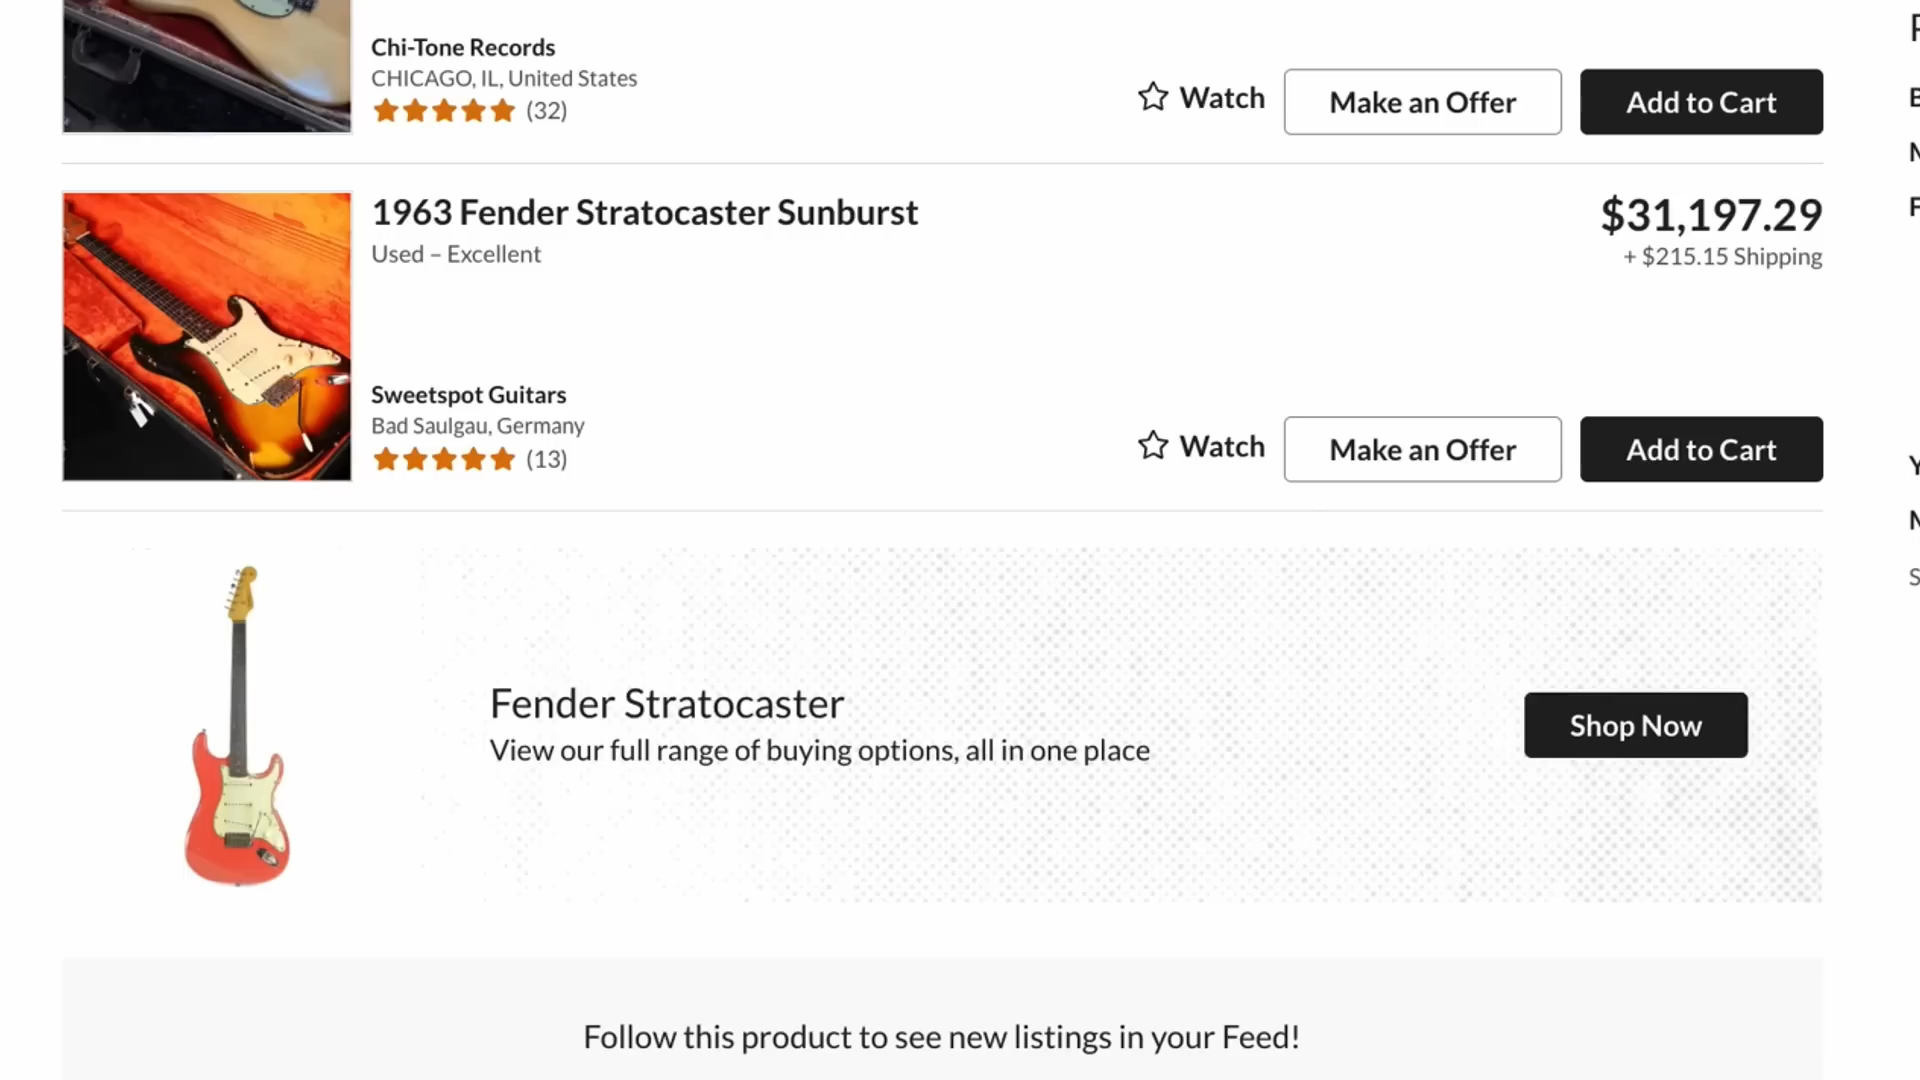 Chi-Tone Records
CHICAGO, IL, United States
(32)
Watch
Make an Offer
Add to Cart
1963 Fender Stratocaster Sunburst
$31,197.29
Used – Excellent
+ $215.15 Shipping
Sweetspot Guitars
Bad Saulgau, Germany
(13)
Watch
Make an Offer
Add to Cart
Fender Stratocaster
View our full range of buying options, all in one place
Shop Now
Follow this product to see new listings in your Feed!